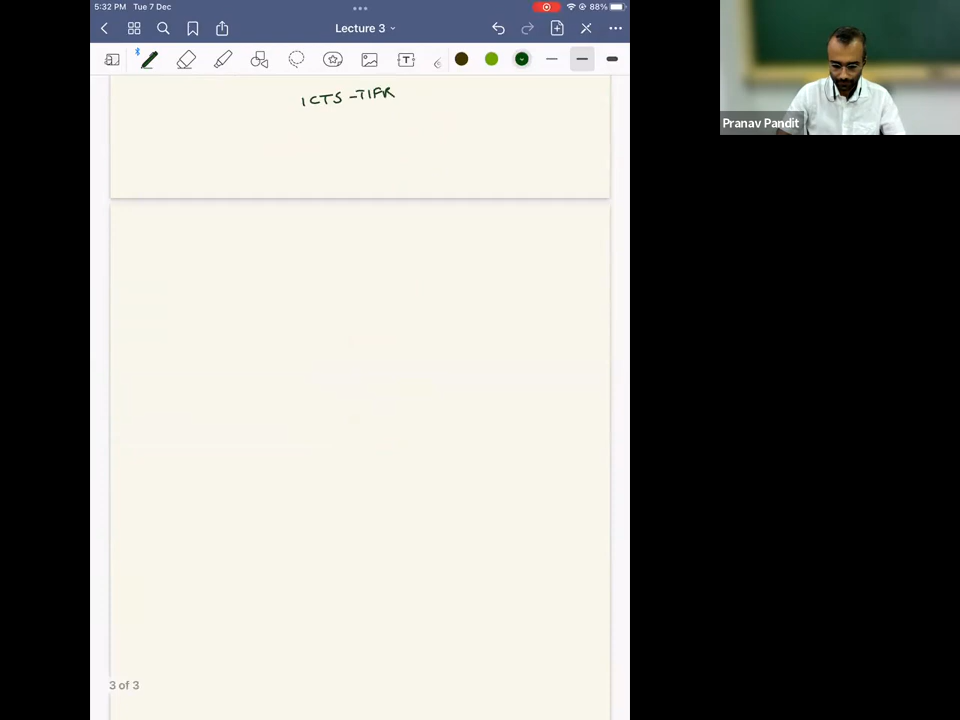 5:32 PM Tue 7 Dec
88%
Lecture 3
T
ICTS -TIFR
3 of 3
Pranav Pandit